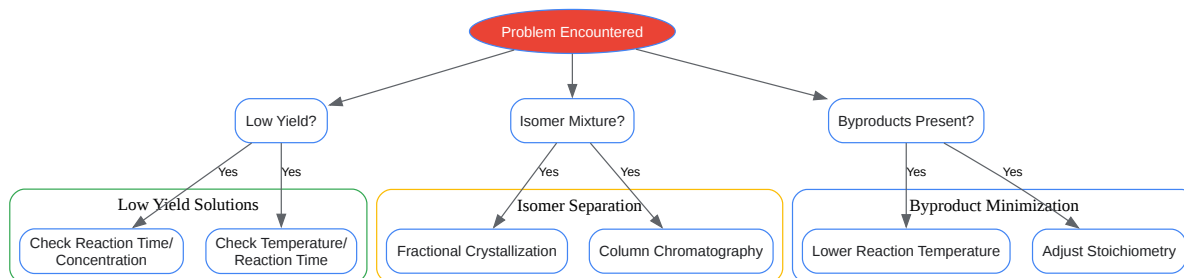 Problem Encountered
Low Yield?
Isomer Mixture?
Byproducts Present?
Yes
Yes
Yes
Yes
Yes
Yes
Low Yield Solutions
Isomer Separation
Byproduct Minimization
Check Reaction Time/
Concentration
Check Temperature/
Reaction Time
Fractional Crystallization
Column Chromatography
Lower Reaction Temperature
Adjust Stoichiometry